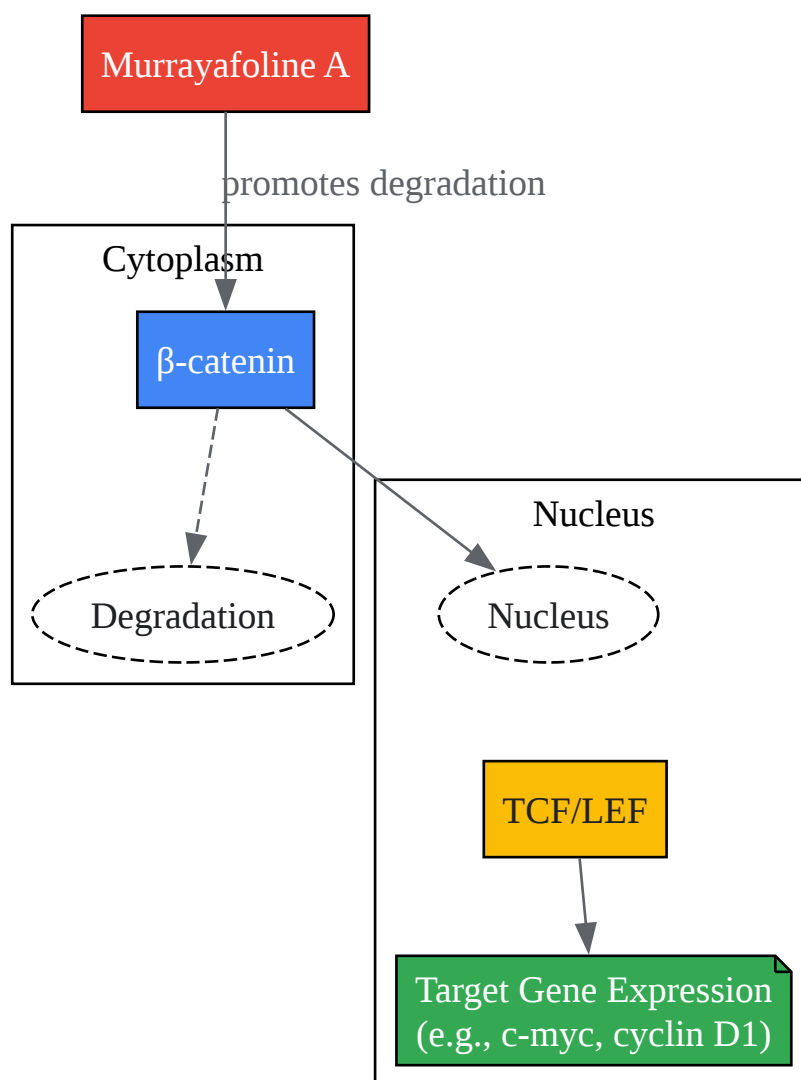 Murrayafoline A
promotes degradation
Cytoplasm
β-catenin
Nucleus
Degradation
Nucleus
TCF/LEF
Target Gene Expression
(e.g., c-myc, cyclin D1)